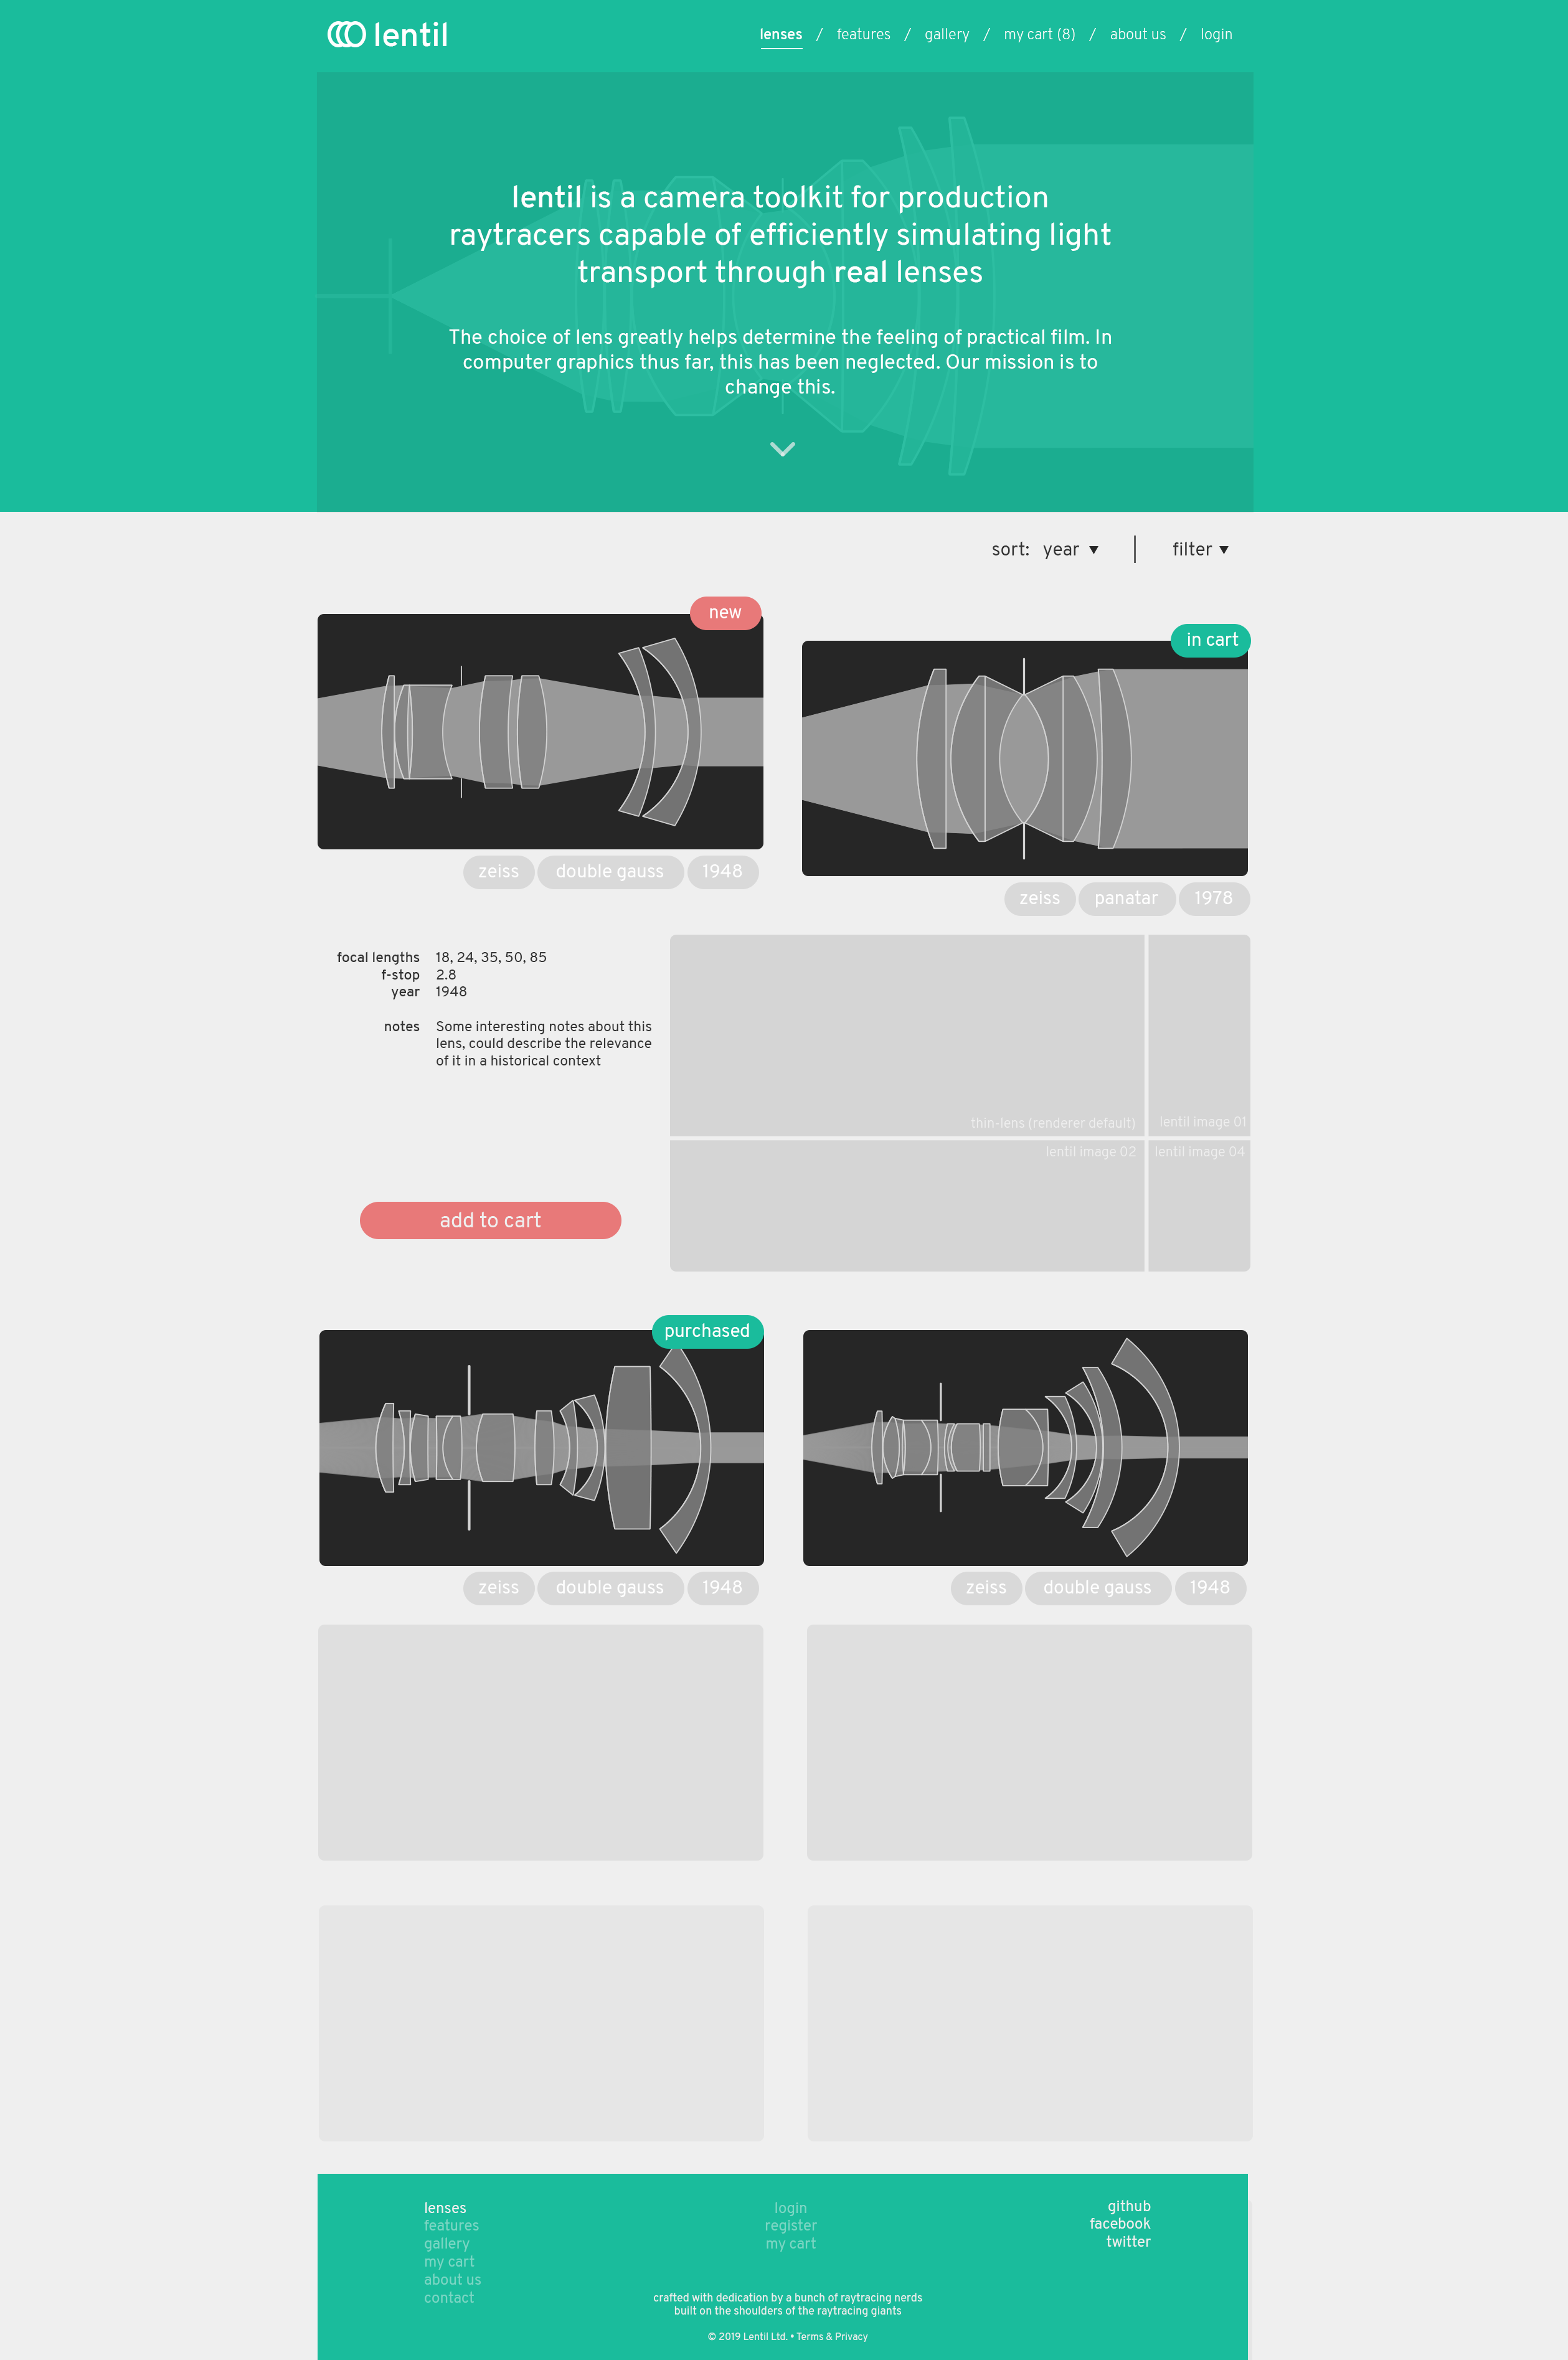 lentil
lenses / features / gallery / my cart (8) / about us / login
lentil is a camera toolkit for production
raytracers capable of efficiently simulating light
transport through real lenses
The choice of lens greatly helps determine the feeling of practical film. In
computer graphics thus far, this has been neglected. Our mission is to
change this.
sort: year ▼ | filter ▼
new
in cart
zeiss double gauss 1948
zeiss panatar 1978
focal lengths 18, 24, 35, 50, 85
f-stop 2.8
year 1948
notes Some interesting notes about this
lens, could describe the relevance
of it in a historical context
thin-lens (renderer default)
lentil image 01
lentil image 02
lentil image 04
add to cart
purchased
zeiss double gauss 1948
zeiss double gauss 1948
lenses
features
gallery
my cart
about us
contact
login
register
my cart
github
facebook
twitter
crafted with dedication by a bunch of raytracing nerds
built on the shoulders of the raytracing giants
© 2019 Lentil Ltd. • Terms & Privacy